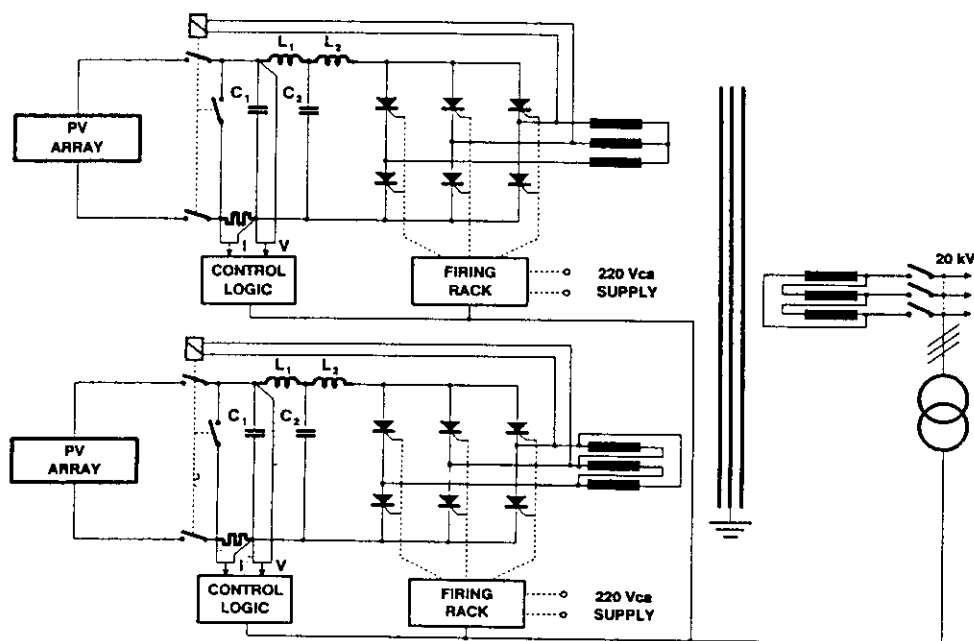 L₁ L₂
C₁ C₂
PV
ARRAY
I V
CONTROL
LOGIC
FIRING
RACK
220 Vca
SUPPLY
20 kV
L₁ L₂
C₁ C₂
PV
ARRAY
I V
CONTROL
LOGIC
FIRING
RACK
220 Vca
SUPPLY